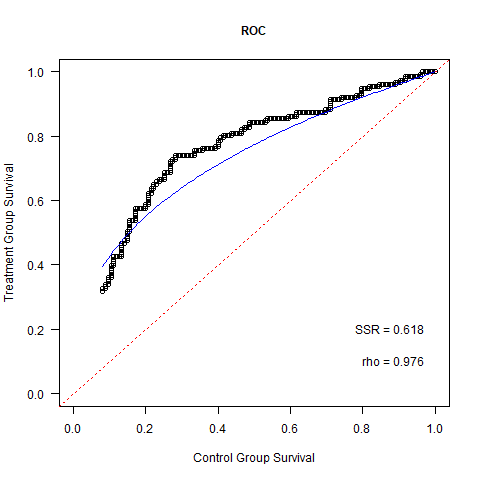 ROC
Treatment Group Survival
1.0
0.8
0.6
0.4
0.2
0.0
SSR = 0.618
rho = 0.976
0.0 0.2 0.4 0.6 0.8 1.0
Control Group Survival